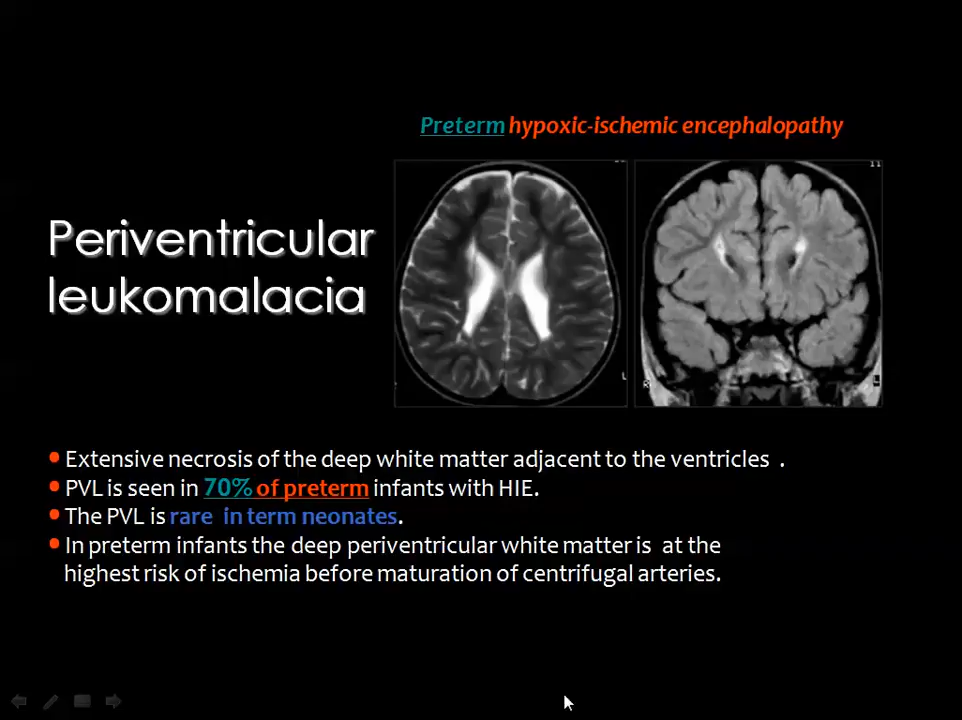 Preterm hypoxic-ischemic encephalopathy
Periventricular
leukomalacia
11
L
R
L
• Extensive necrosis of the deep white matter adjacent to the ventricles .
• PVL is seen in 70% of preterm infants with HIE.
• The PVL is rare in term neonates.
• In preterm infants the deep periventricular white matter is at the
highest risk of ischemia before maturation of centrifugal arteries.